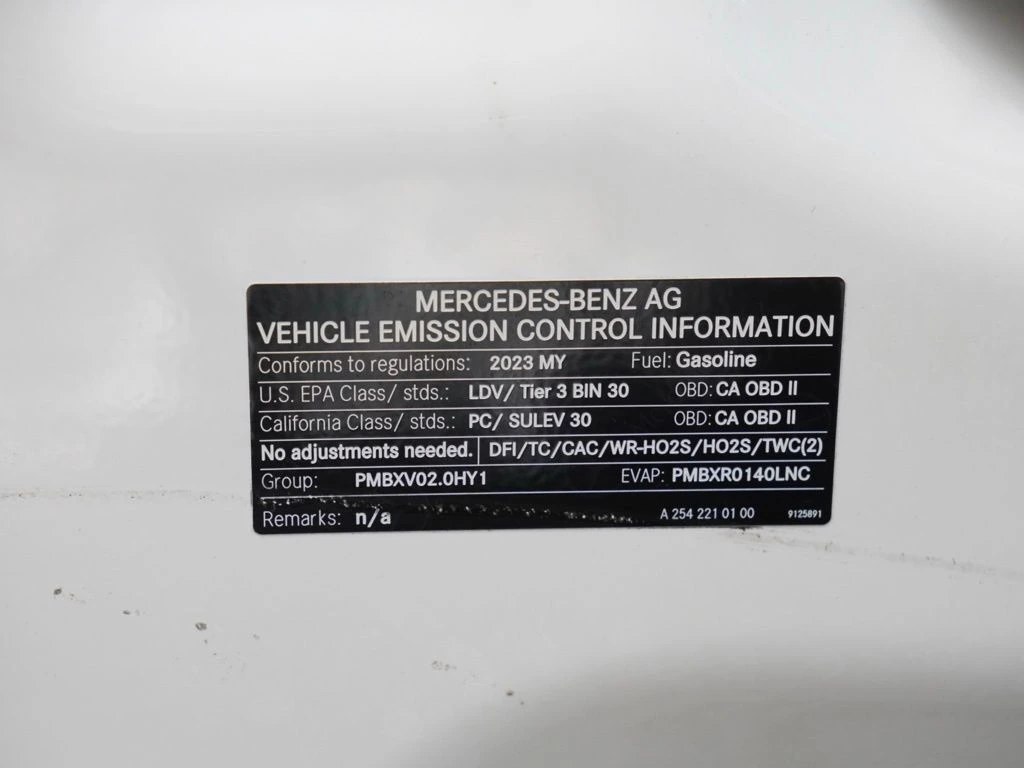 MERCEDES-BENZ AG
VEHICLE EMISSION CONTROL INFORMATION
Conforms to regulations: 2023 MY Fuel: Gasoline
U.S. EPA Class/ stds.: LDV/ Tier 3 BIN 30 OBD: CA OBD II
California Class/ stds.: PC/ SULEV 30 OBD: CA OBD II
No adjustments needed. DFI/TC/CAC/WR-HO2S/HO2S/TWC(2)
Group: PMBXV02.0HY1 EVAP: PMBXR0140LNC
Remarks: n/a A 254 221 01 00 9125891